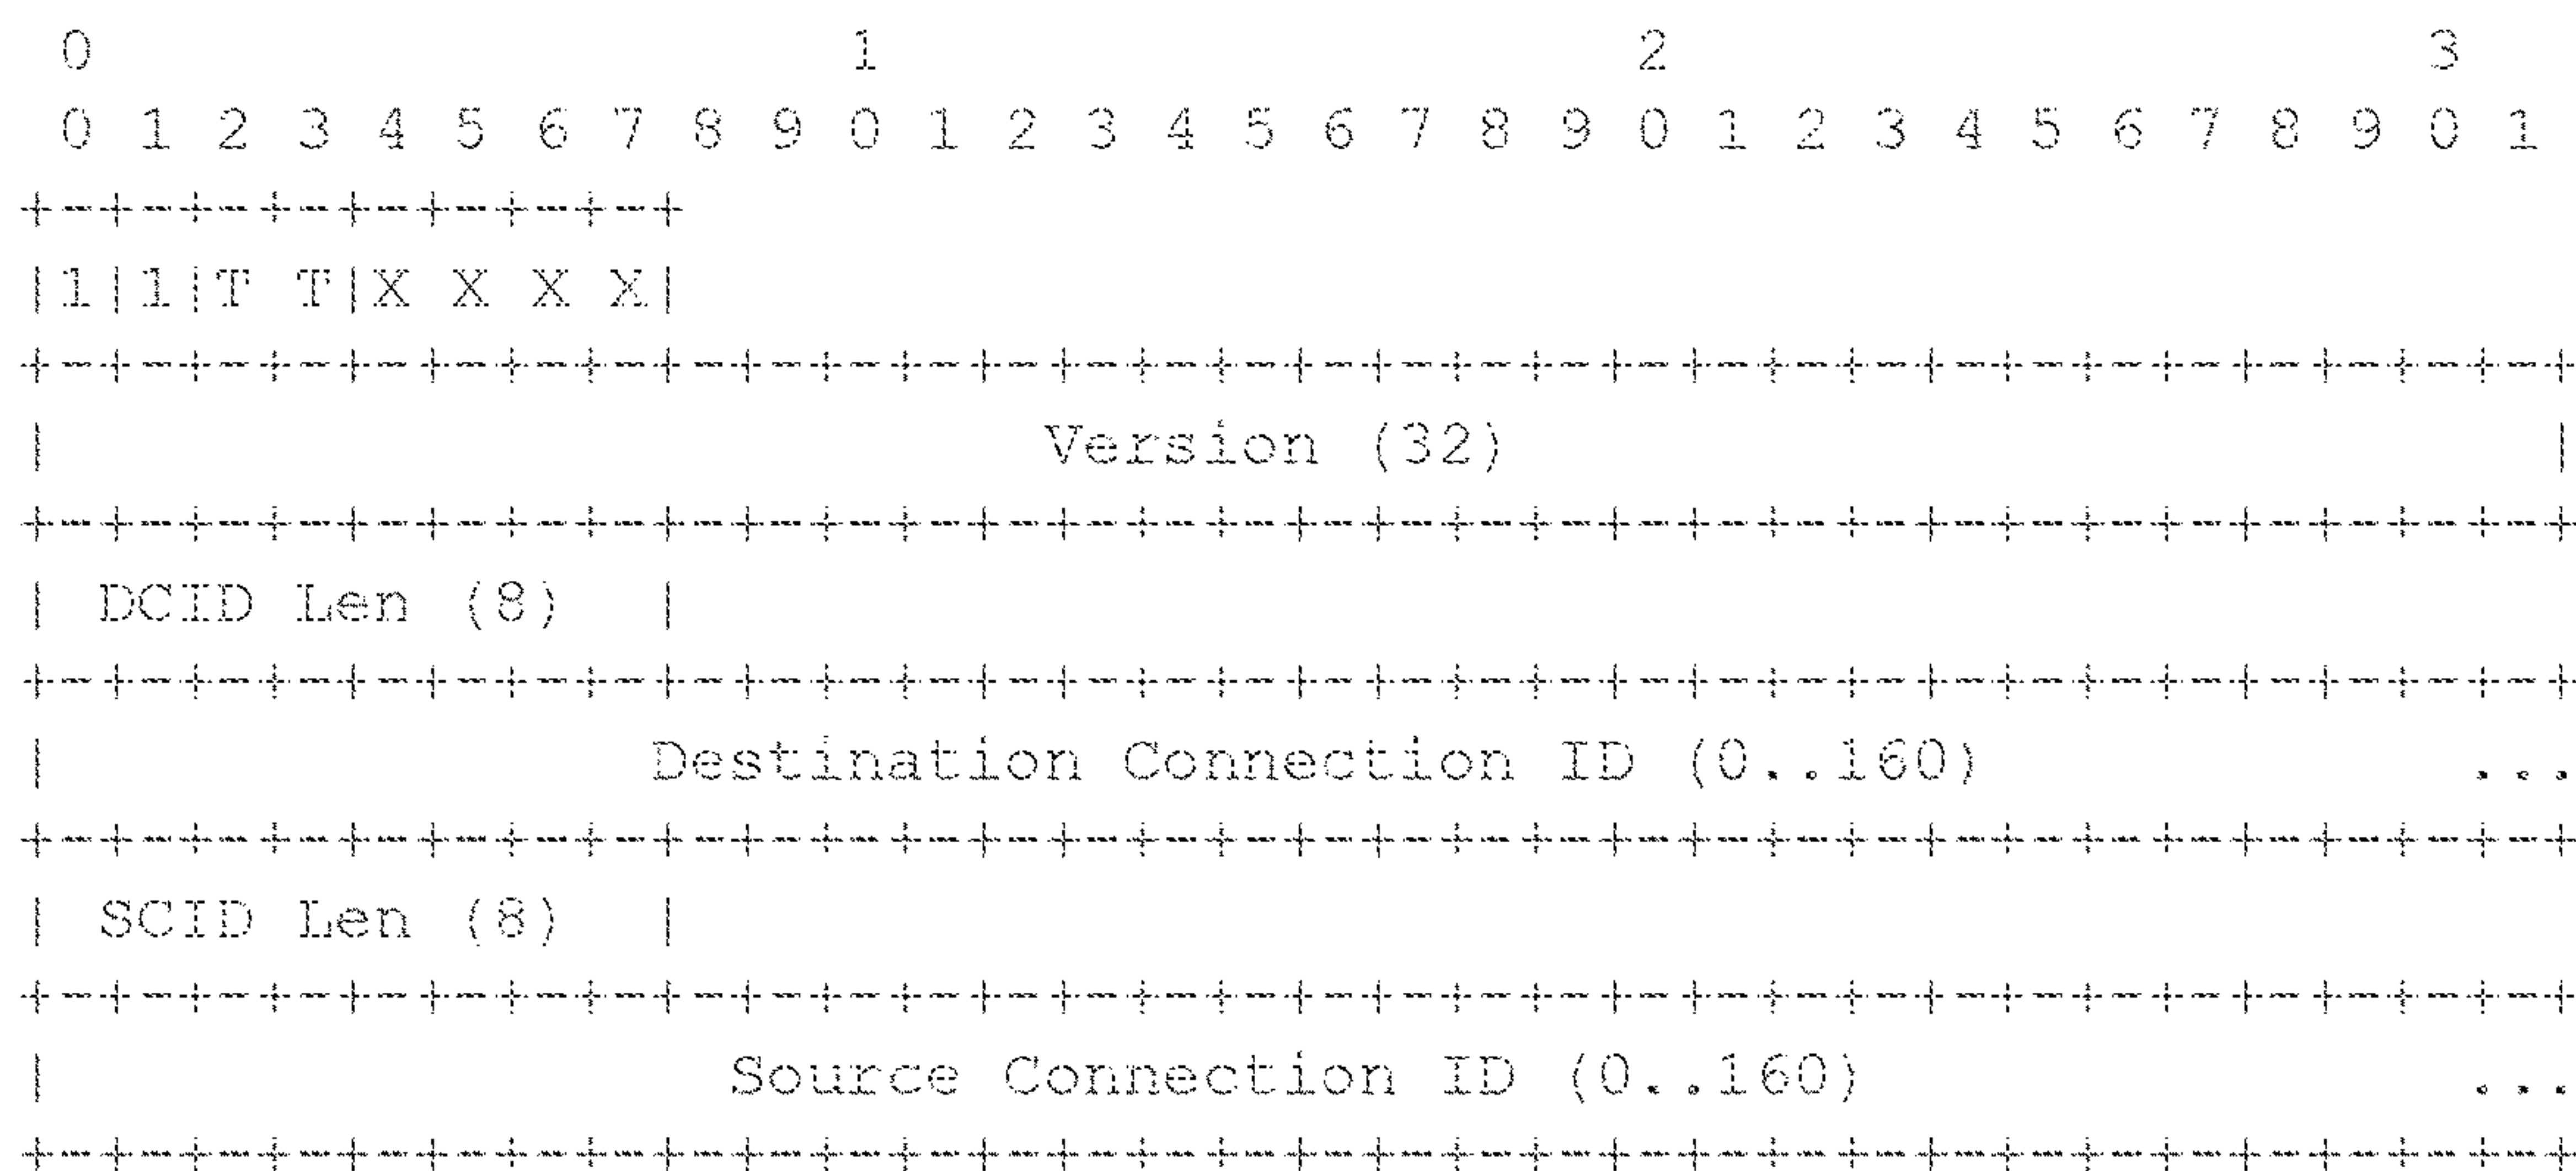 0                   1                   2                   3
 0 1 2 3 4 5 6 7 8 9 0 1 2 3 4 5 6 7 8 9 0 1 2 3 4 5 6 7 8 9 0 1
+-+-+-+-+-+-+-+-+
|1|1|T T|X X X X|
+-+-+-+-+-+-+-+-+-+-+-+-+-+-+-+-+-+-+-+-+-+-+-+-+-+-+-+-+-+-+-+-+
|                         Version (32)                          |
+-+-+-+-+-+-+-+-+-+-+-+-+-+-+-+-+-+-+-+-+-+-+-+-+-+-+-+-+-+-+-+-+
| DCID Len (8)  |
+-+-+-+-+-+-+-+-+-+-+-+-+-+-+-+-+-+-+-+-+-+-+-+-+-+-+-+-+-+-+-+-+
|               Destination Connection ID (0..160)            ...
+-+-+-+-+-+-+-+-+-+-+-+-+-+-+-+-+-+-+-+-+-+-+-+-+-+-+-+-+-+-+-+-+
| SCID Len (8)  |
+-+-+-+-+-+-+-+-+-+-+-+-+-+-+-+-+-+-+-+-+-+-+-+-+-+-+-+-+-+-+-+-+
|                 Source Connection ID (0..160)               ...
+-+-+-+-+-+-+-+-+-+-+-+-+-+-+-+-+-+-+-+-+-+-+-+-+-+-+-+-+-+-+-+-+